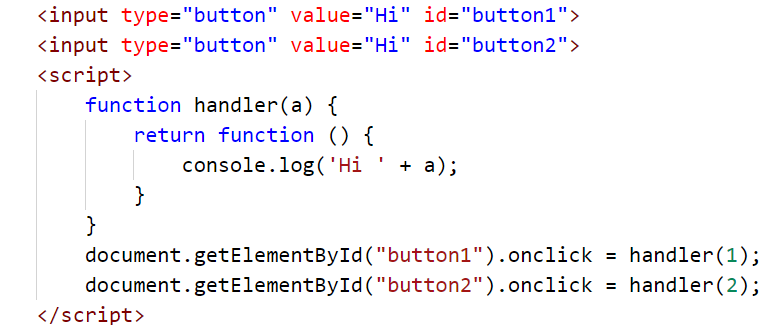 <input type="button" value="Hi" id="button1">
<input type="button" value="Hi" id="button2">
<script>
    function handler(a) {
        return function () {
            console.log('Hi ' + a);
        }
    }
    document.getElementById("button1").onclick = handler(1);
    document.getElementById("button2").onclick = handler(2);
</script>